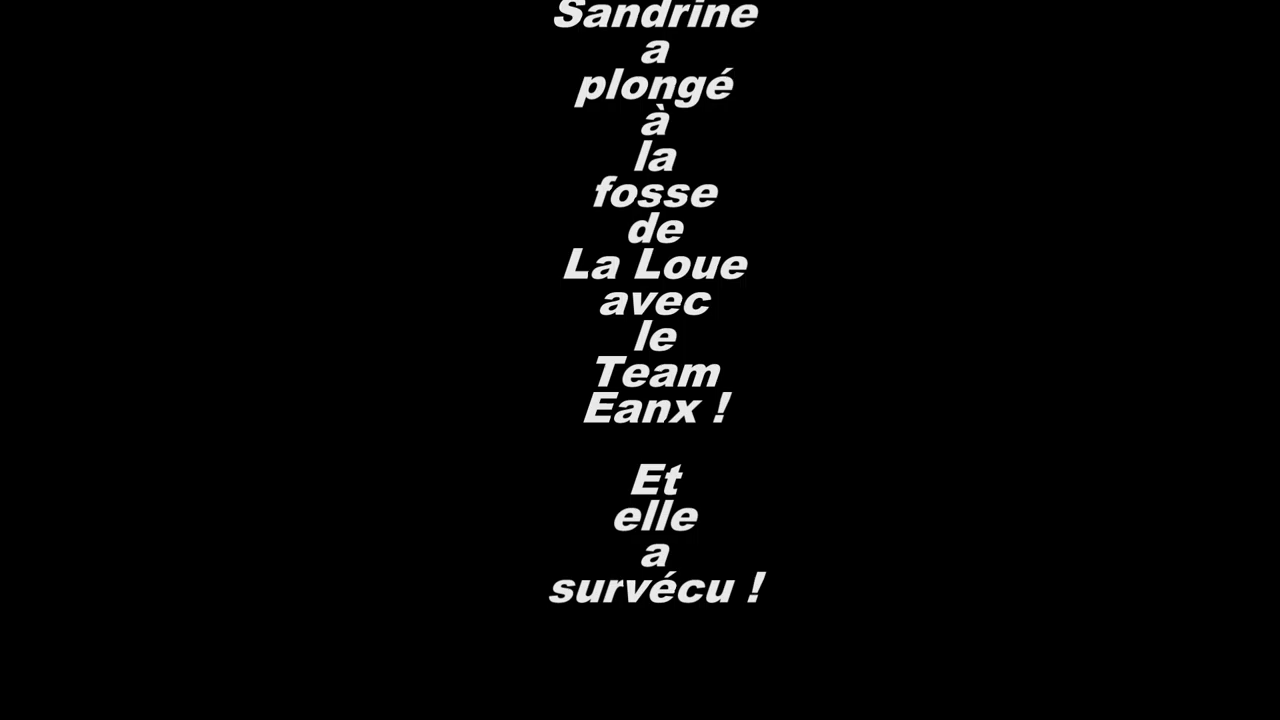 Sandrine
a
plongé
à
la
fosse
de
La Loue
avec
le
Team
Eanx !
Et
elle
a
survécu !